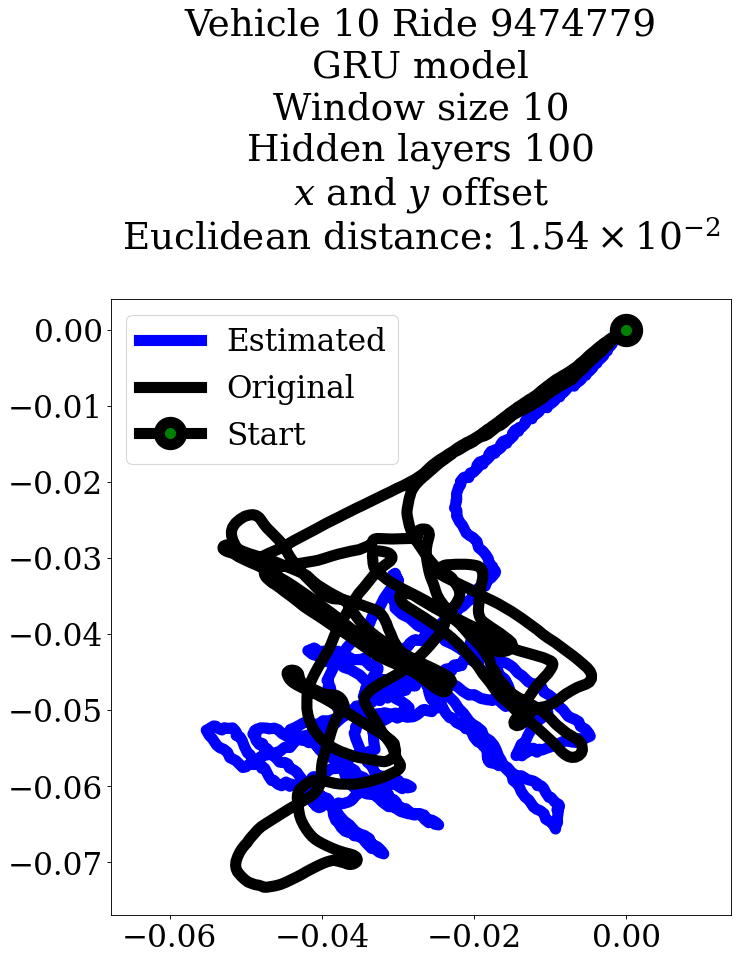 Vehicle 10 Ride 9474779
GRU model
Window size 10
Hidden layers 100
x and y offset
Euclidean distance: 1.54 × 10⁻²
Estimated
Original
Start
0.00
−0.01
−0.02
−0.03
−0.04
−0.05
−0.06
−0.07
−0.06 −0.04 −0.02 0.00